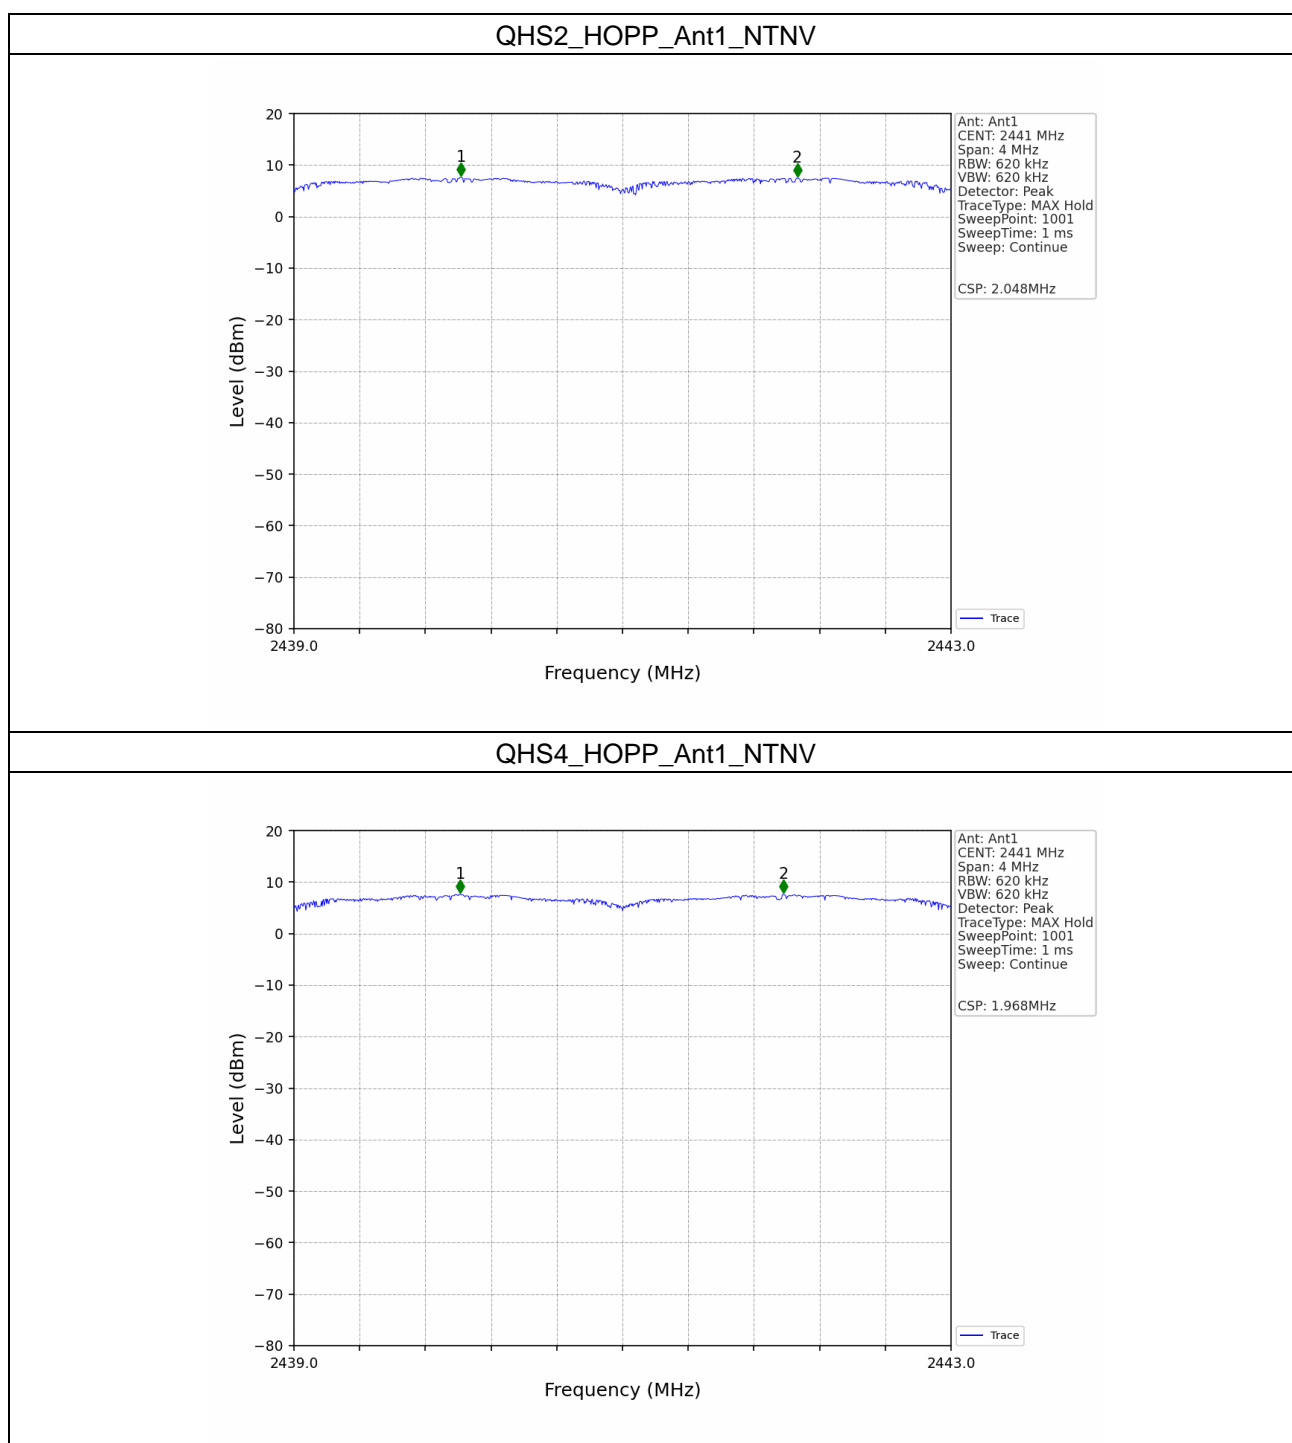 QHS2_HOPP_Ant1_NTNV
20
10
0
−10
−20
−30
−40
−50
−60
−70
−80
Level (dBm)
1
2
2439.0
2443.0
Frequency (MHz)
Ant: Ant1
CENT: 2441 MHz
Span: 4 MHz
RBW: 620 kHz
VBW: 620 kHz
Detector: Peak
TraceType: MAX Hold
SweepPoint: 1001
SweepTime: 1 ms
Sweep: Continue
CSP: 2.048MHz
Trace
QHS4_HOPP_Ant1_NTNV
20
10
0
−10
−20
−30
−40
−50
−60
−70
−80
Level (dBm)
1
2
2439.0
2443.0
Frequency (MHz)
Ant: Ant1
CENT: 2441 MHz
Span: 4 MHz
RBW: 620 kHz
VBW: 620 kHz
Detector: Peak
TraceType: MAX Hold
SweepPoint: 1001
SweepTime: 1 ms
Sweep: Continue
CSP: 1.968MHz
Trace